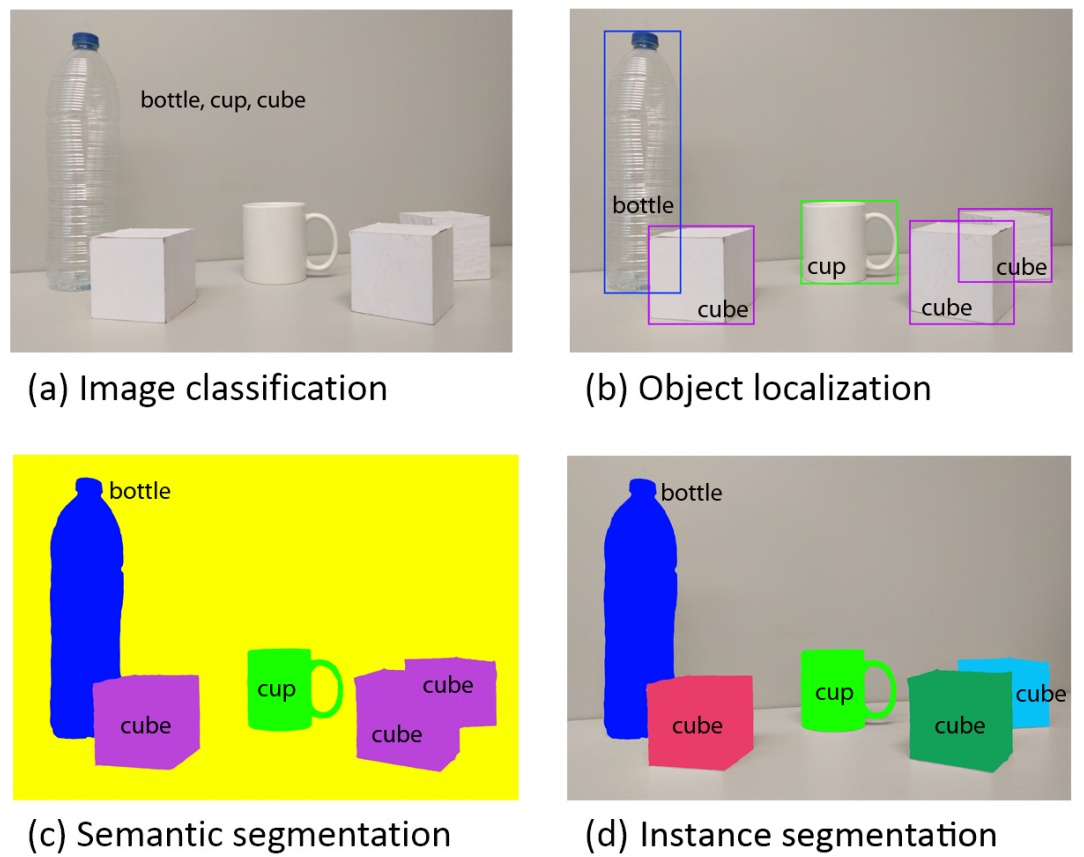 bottle, cup, cube
bottle
cup
cube
cube
cube
(a) Image classification
(b) Object localization
bottle
cube
cup
cube
cube
bottle
cube
cup
cube
cube
(c) Semantic segmentation
(d) Instance segmentation